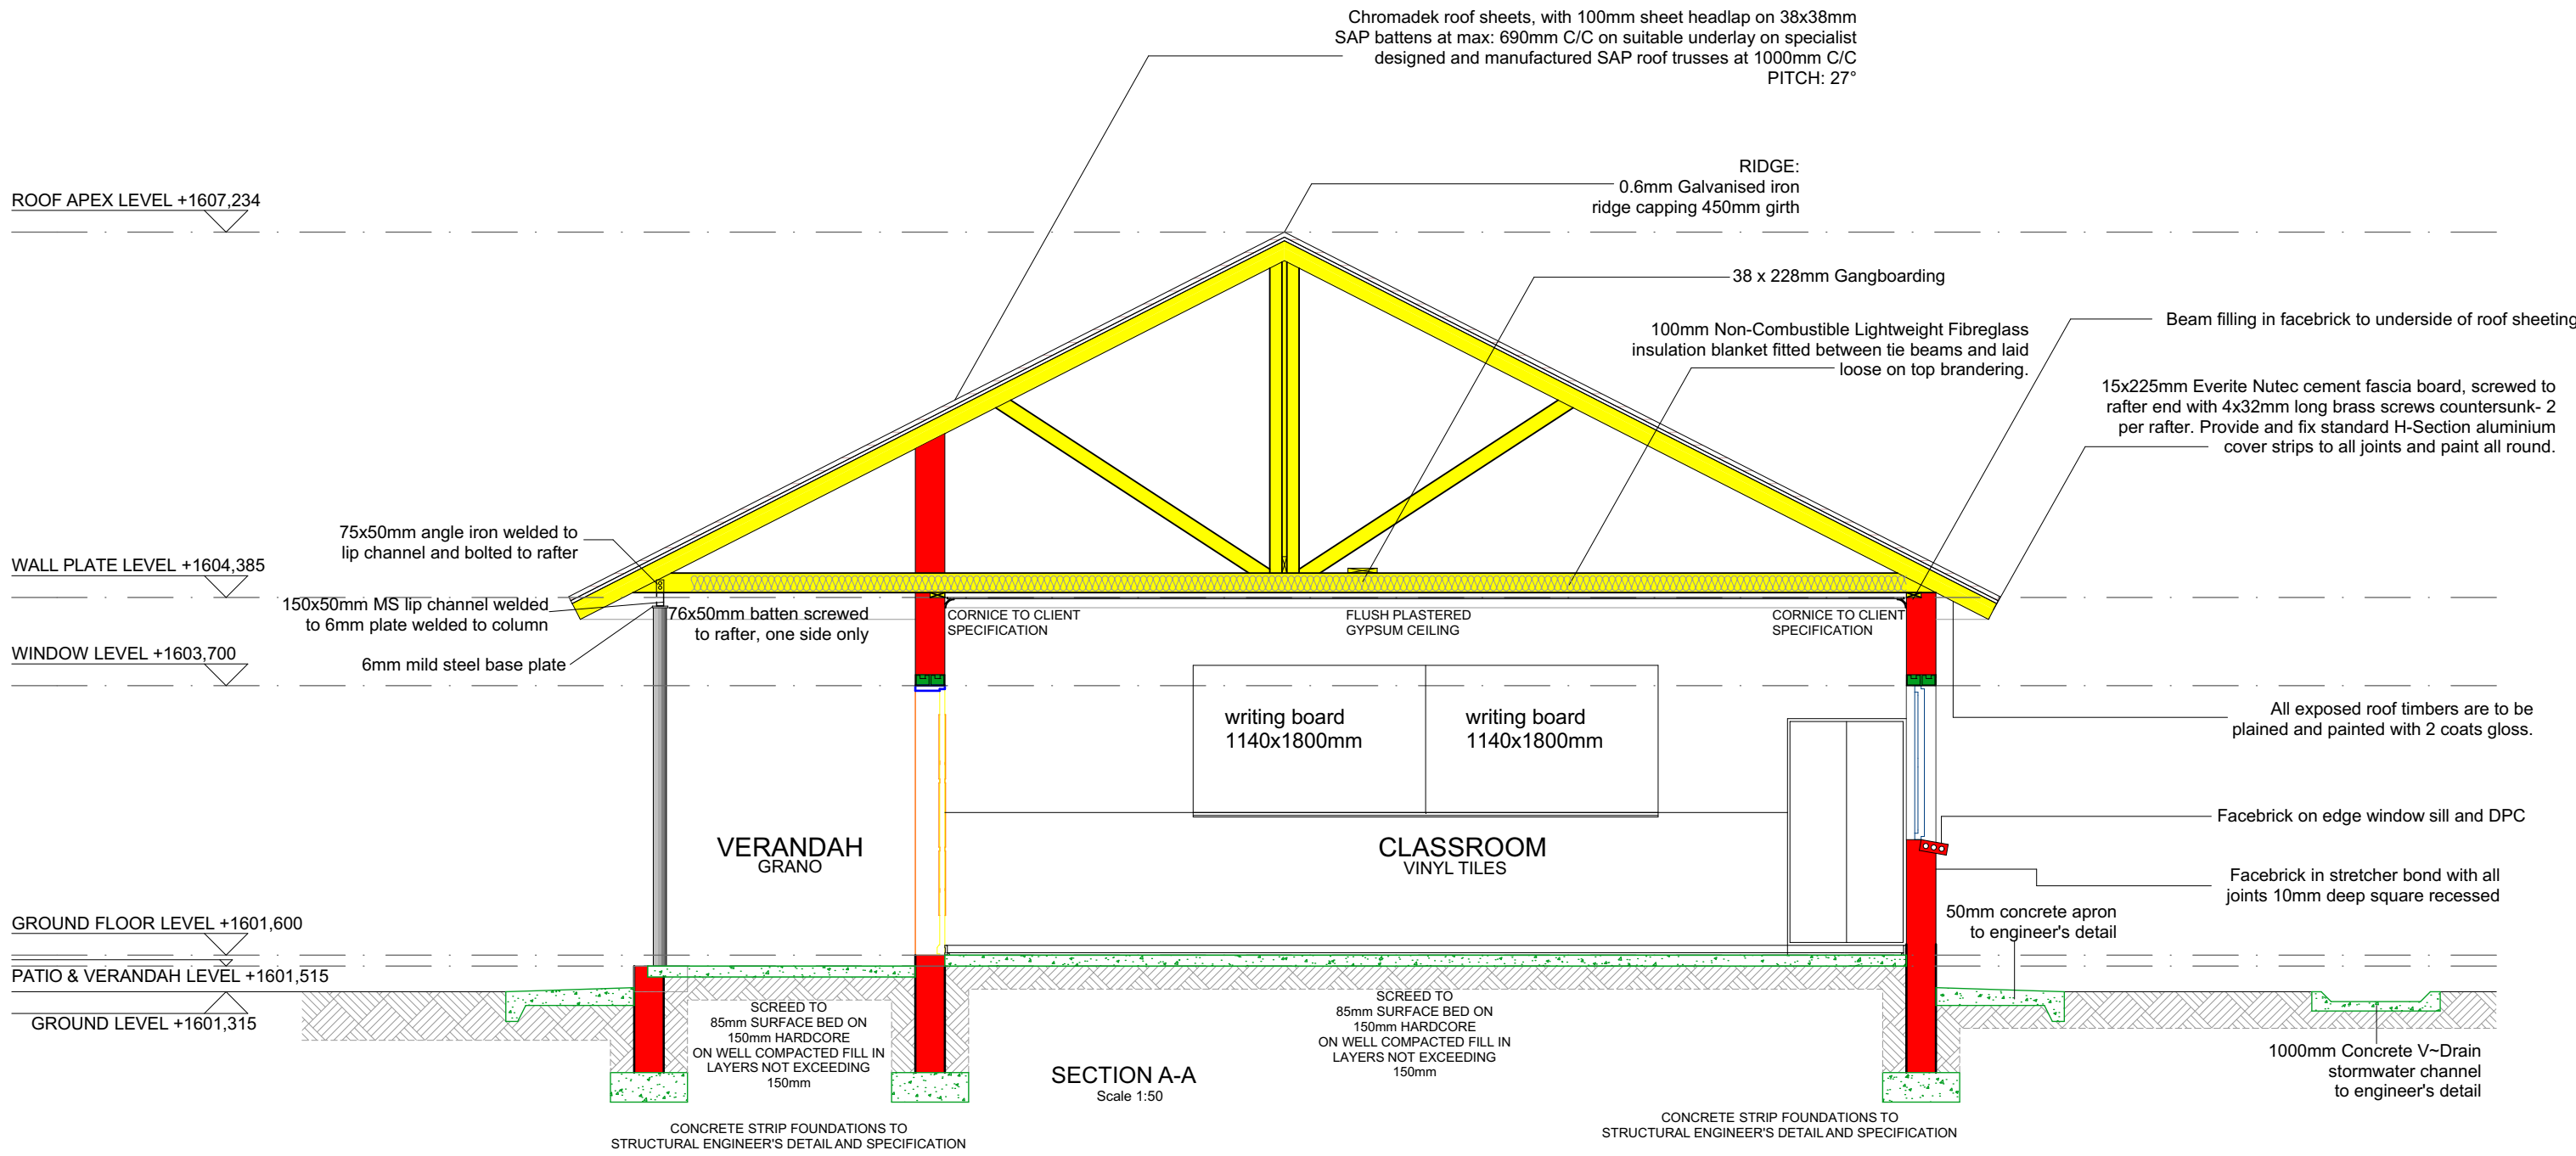 Chromadek roof sheets, with 100mm sheet headlap on 38x38mm
SAP battens at max: 690mm C/C on suitable underlay on specialist
designed and manufactured SAP roof trusses at 1000mm C/C
PITCH: 27°
RIDGE:
0.6mm Galvanised iron
ridge capping 450mm girth
ROOF APEX LEVEL +1607,234
38 x 228mm Gangboarding
Beam filling in facebrick to underside of roof sheeting
100mm Non-Combustible Lightweight Fibreglass
insulation blanket fitted between tie beams and laid
loose on top brandering.
15x225mm Everite Nutec cement fascia board, screwed to
rafter end with 4x32mm long brass screws countersunk- 2
per rafter. Provide and fix standard H-Section aluminium
cover strips to all joints and paint all round.
75x50mm angle iron welded to
lip channel and bolted to rafter
WALL PLATE LEVEL +1604,385
150x50mm MS lip channel welded
to 6mm plate welded to column
76x50mm batten screwed
to rafter, one side only
CORNICE TO CLIENT
SPECIFICATION
FLUSH PLASTERED
GYPSUM CEILING
CORNICE TO CLIENT
SPECIFICATION
WINDOW LEVEL +1603,700
6mm mild steel base plate
writing board
1140x1800mm
writing board
1140x1800mm
All exposed roof timbers are to be
plained and painted with 2 coats gloss.
Facebrick on edge window sill and DPC
VERANDAH
GRANO
CLASSROOM
VINYL TILES
Facebrick in stretcher bond with all
joints 10mm deep square recessed
50mm concrete apron
to engineer's detail
GROUND FLOOR LEVEL +1601,600
PATIO & VERANDAH LEVEL +1601,515
GROUND LEVEL +1601,315
SCREED TO
85mm SURFACE BED ON
150mm HARDCORE
ON WELL COMPACTED FILL IN
LAYERS NOT EXCEEDING
150mm
SCREED TO
85mm SURFACE BED ON
150mm HARDCORE
ON WELL COMPACTED FILL IN
LAYERS NOT EXCEEDING
150mm
1000mm Concrete V~Drain
stormwater channel
to engineer's detail
SECTION A-A
Scale 1:50
CONCRETE STRIP FOUNDATIONS TO
STRUCTURAL ENGINEER'S DETAIL AND SPECIFICATION
CONCRETE STRIP FOUNDATIONS TO
STRUCTURAL ENGINEER'S DETAIL AND SPECIFICATION